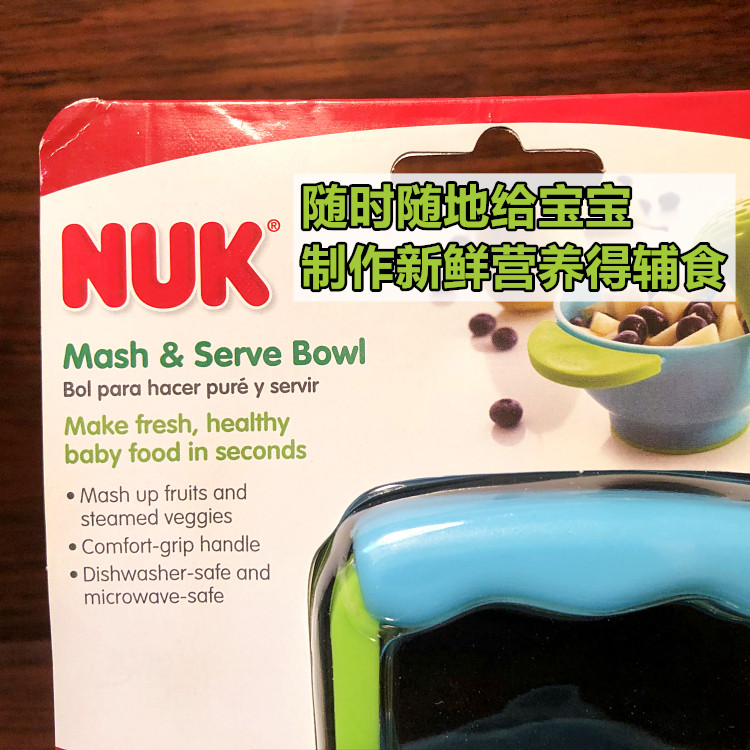 NUK®
随时随地给宝宝
制作新鲜营养得辅食
Mash & Serve Bowl
Bol para hacer puré y servir
Make fresh, healthy
baby food in seconds
• Mash up fruits and
steamed veggies
• Comfort-grip handle
• Dishwasher-safe and
microwave-safe